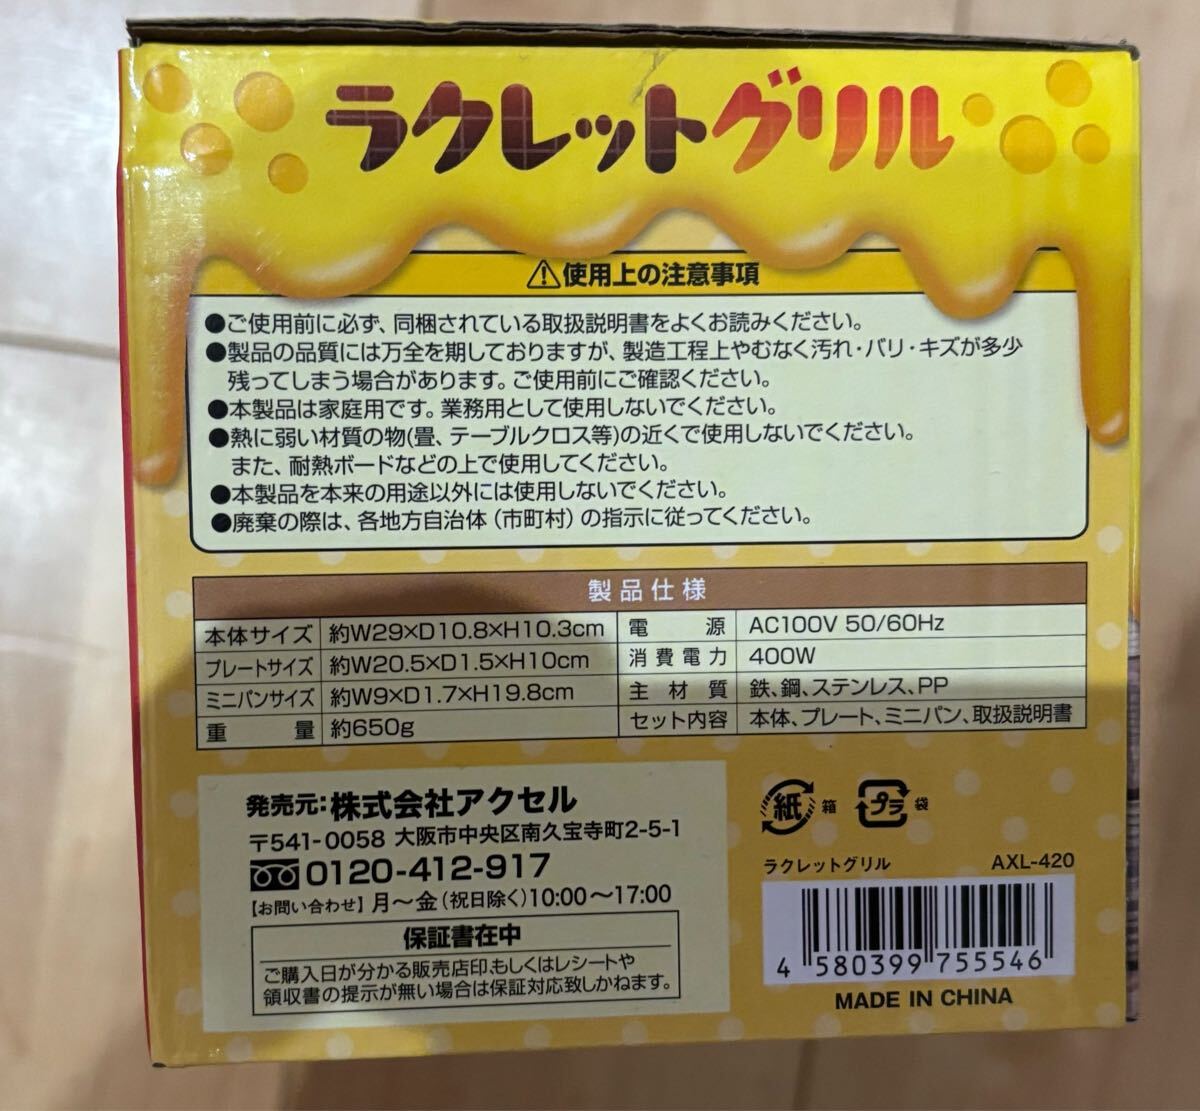 ラクレットグリル
⚠使用上の注意事項
●ご使用前に必ず、同梱されている取扱説明書をよくお読みください。
●製品の品質には万全を期しておりますが、製造工程上やむなく汚れ・バリ・キズが多少
残ってしまう場合があります。ご使用前にご確認ください。
●本製品は家庭用です。業務用として使用しないでください。
●熱に弱い材質の物(畳、テーブルクロス等)の近くで使用しないでください。
また、耐熱ボードなどの上で使用してください。
●本製品を本来の用途以外には使用しないでください。
●廃棄の際は、各地方自治体（市町村）の指示に従ってください。
製品仕様
本体サイズ 約W29×D10.8×H10.3cm
プレートサイズ 約W20.5×D1.5×H10cm
ミニパンサイズ 約W9×D1.7×H19.8cm
重量 約650g
電源 AC100V 50/60Hz
消費電力 400W
主材質 鉄、鋼、ステンレス、PP
セット内容 本体、プレート、ミニパン、取扱説明書
発売元:株式会社アクセル
〒541-0058 大阪市中央区南久宝寺町2-5-1
0120-412-917
【お問い合わせ】月～金（祝日除く）10:00～17:00
保証書在中
ご購入日が分かる販売店印もしくはレシートや
領収書の提示が無い場合は保証対応致しかねます。
紙 箱 プラ 袋
ラクレットグリル AXL-420
4 580399 755546
MADE IN CHINA